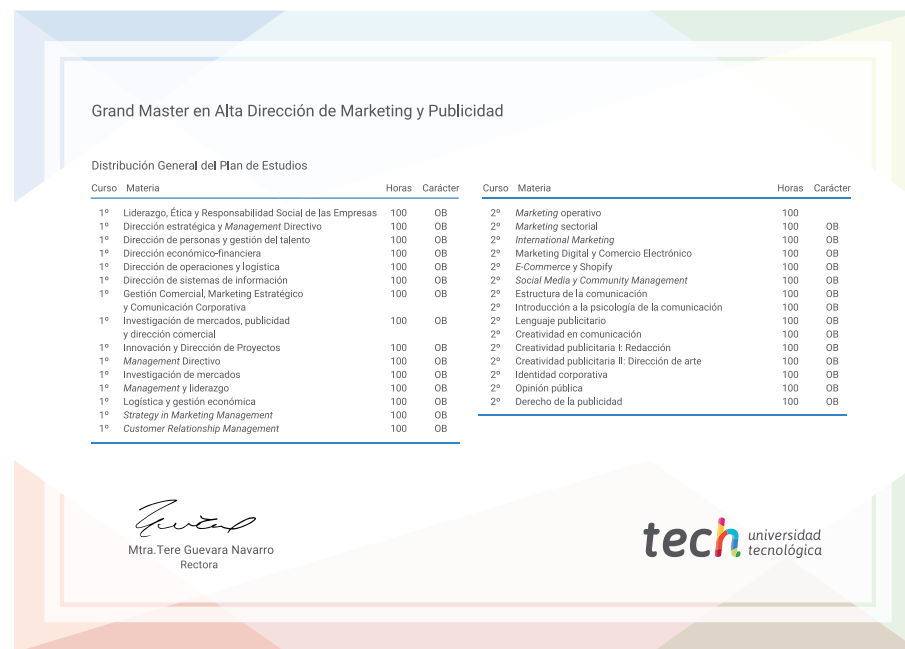 Grand Master en Alta Dirección de Marketing y Publicidad
Distribución General del Plan de Estudios
Curso Materia Horas Carácter
1º Liderazgo, Ética y Responsabilidad Social de las Empresas 100 OB
1º Dirección estratégica y Management Directivo 100 OB
1º Dirección de personas y gestión del talento 100 OB
1º Dirección económico-financiera 100 OB
1º Dirección de operaciones y logística 100 OB
1º Dirección de sistemas de información 100 OB
1º Gestión Comercial, Marketing Estratégico 100 OB
y Comunicación Corporativa
1º Investigación de mercados, publicidad 100 OB
y dirección comercial
1º Innovación y Dirección de Proyectos 100 OB
1º Management Directivo 100 OB
1º Investigación de mercados 100 OB
1º Management y liderazgo 100 OB
1º Logística y gestión económica 100 OB
1º Strategy in Marketing Management 100 OB
1º Customer Relationship Management 100 OB
Curso Materia Horas Carácter
2º Marketing operativo 100
2º Marketing sectorial 100 OB
2º International Marketing 100 OB
2º Marketing Digital y Comercio Electrónico 100 OB
2º E-Commerce y Shopify 100 OB
2º Social Media y Community Management 100 OB
2º Estructura de la comunicación 100 OB
2º Introducción a la psicología de la comunicación 100 OB
2º Lenguaje publicitario 100 OB
2º Creatividad en comunicación 100 OB
2º Creatividad publicitaria I: Redacción 100 OB
2º Creatividad publicitaria II: Dirección de arte 100 OB
2º Identidad corporativa 100 OB
2º Opinión pública 100 OB
2º Derecho de la publicidad 100 OB
Mtra.Tere Guevara Navarro
Rectora
tech universidad
tecnológica